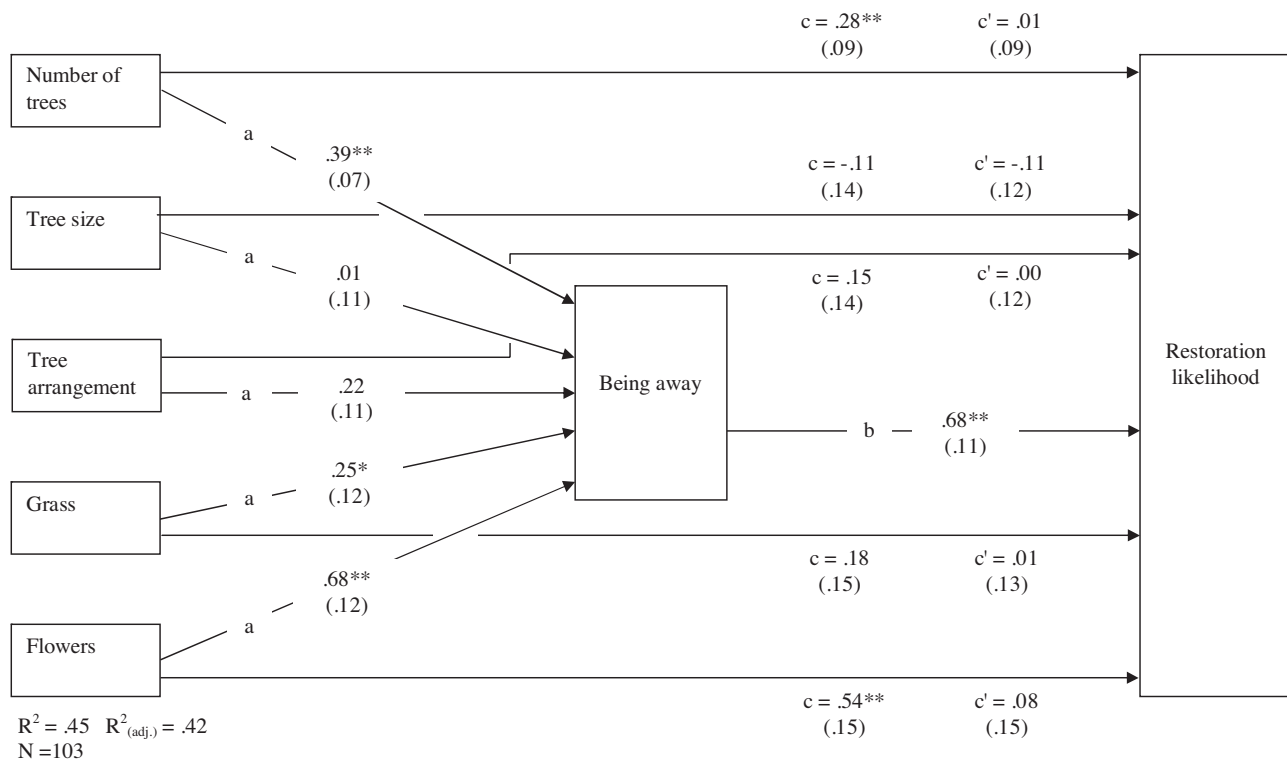 c = .28** c' = .01
(.09) (.09)
Number of
trees
a
.39**
(.07)
c = -.11 c' = -.11
(.14) (.12)
Tree size
a
.01
(.11)
c = .15 c' = .00
(.14) (.12)
Tree
arrangement
a
.22
(.11)
Being away
Restoration
likelihood
b
.68**
(.11)
Grass
a
.25*
(.12)
c = .18 c' = .01
(.15) (.13)
Flowers
a
.68**
(.12)
c = .54** c' = .08
(.15) (.15)
R² = .45 R²(adj.) = .42
N =103